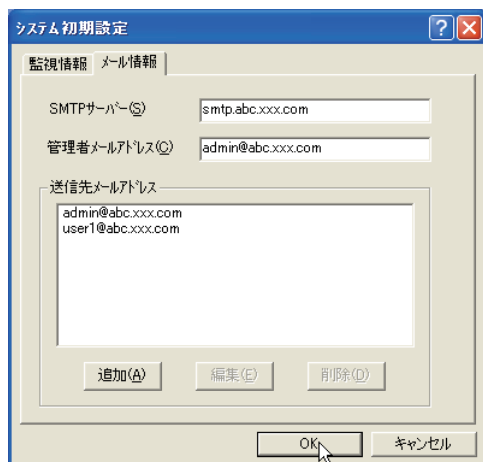 システム初期設定
監視情報 メール情報
SMTPサーバー(S) smtp.abc.xxx.com
管理者メールアドレス(C) admin@abc.xxx.com
送信先メールアドレス
admin@abc.xxx.com
user1@abc.xxx.com
追加(A) 編集(E) 削除(D)
OK キャンセル